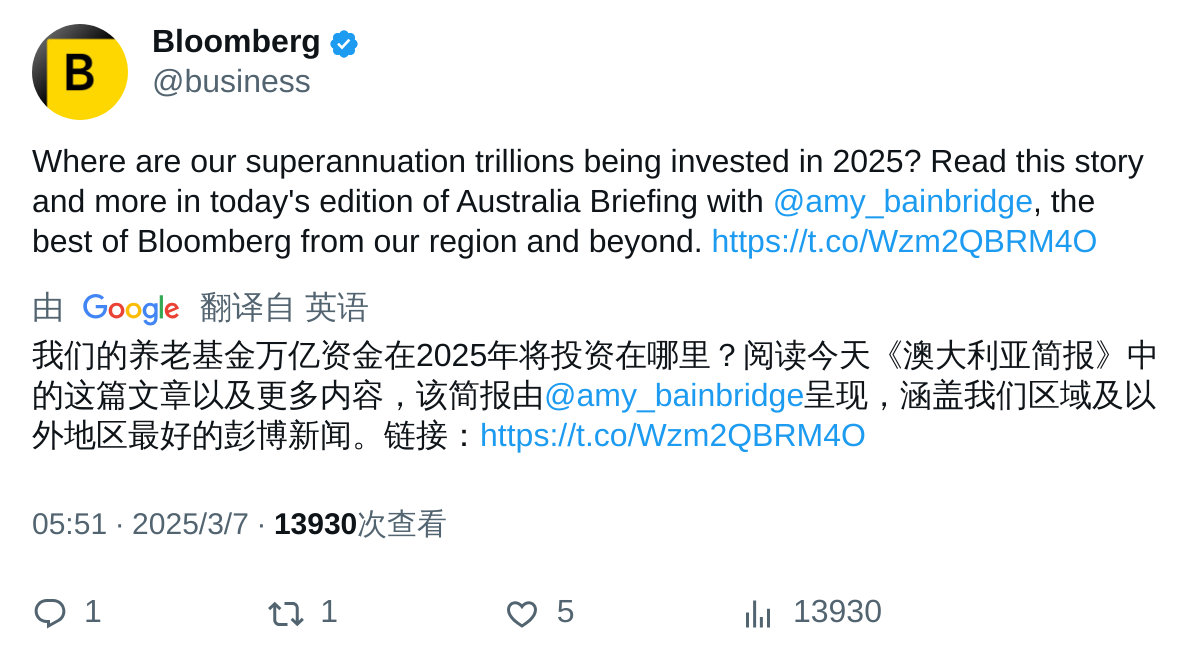 B
Bloomberg
@business
Where are our superannuation trillions being invested in 2025? Read this story
and more in today's edition of Australia Briefing with @amy_bainbridge, the
best of Bloomberg from our region and beyond. https://t.co/Wzm2QBRM4O
由 Google 翻译自 英语
我们的养老基金万亿资金在2025年将投资在哪里？阅读今天《澳大利亚简报》中
的这篇文章以及更多内容，该简报由@amy_bainbridge呈现，涵盖我们区域及以
外地区最好的彭博新闻。链接：https://t.co/Wzm2QBRM4O
05:51 · 2025/3/7 · 13930次查看
1 1 5 13930